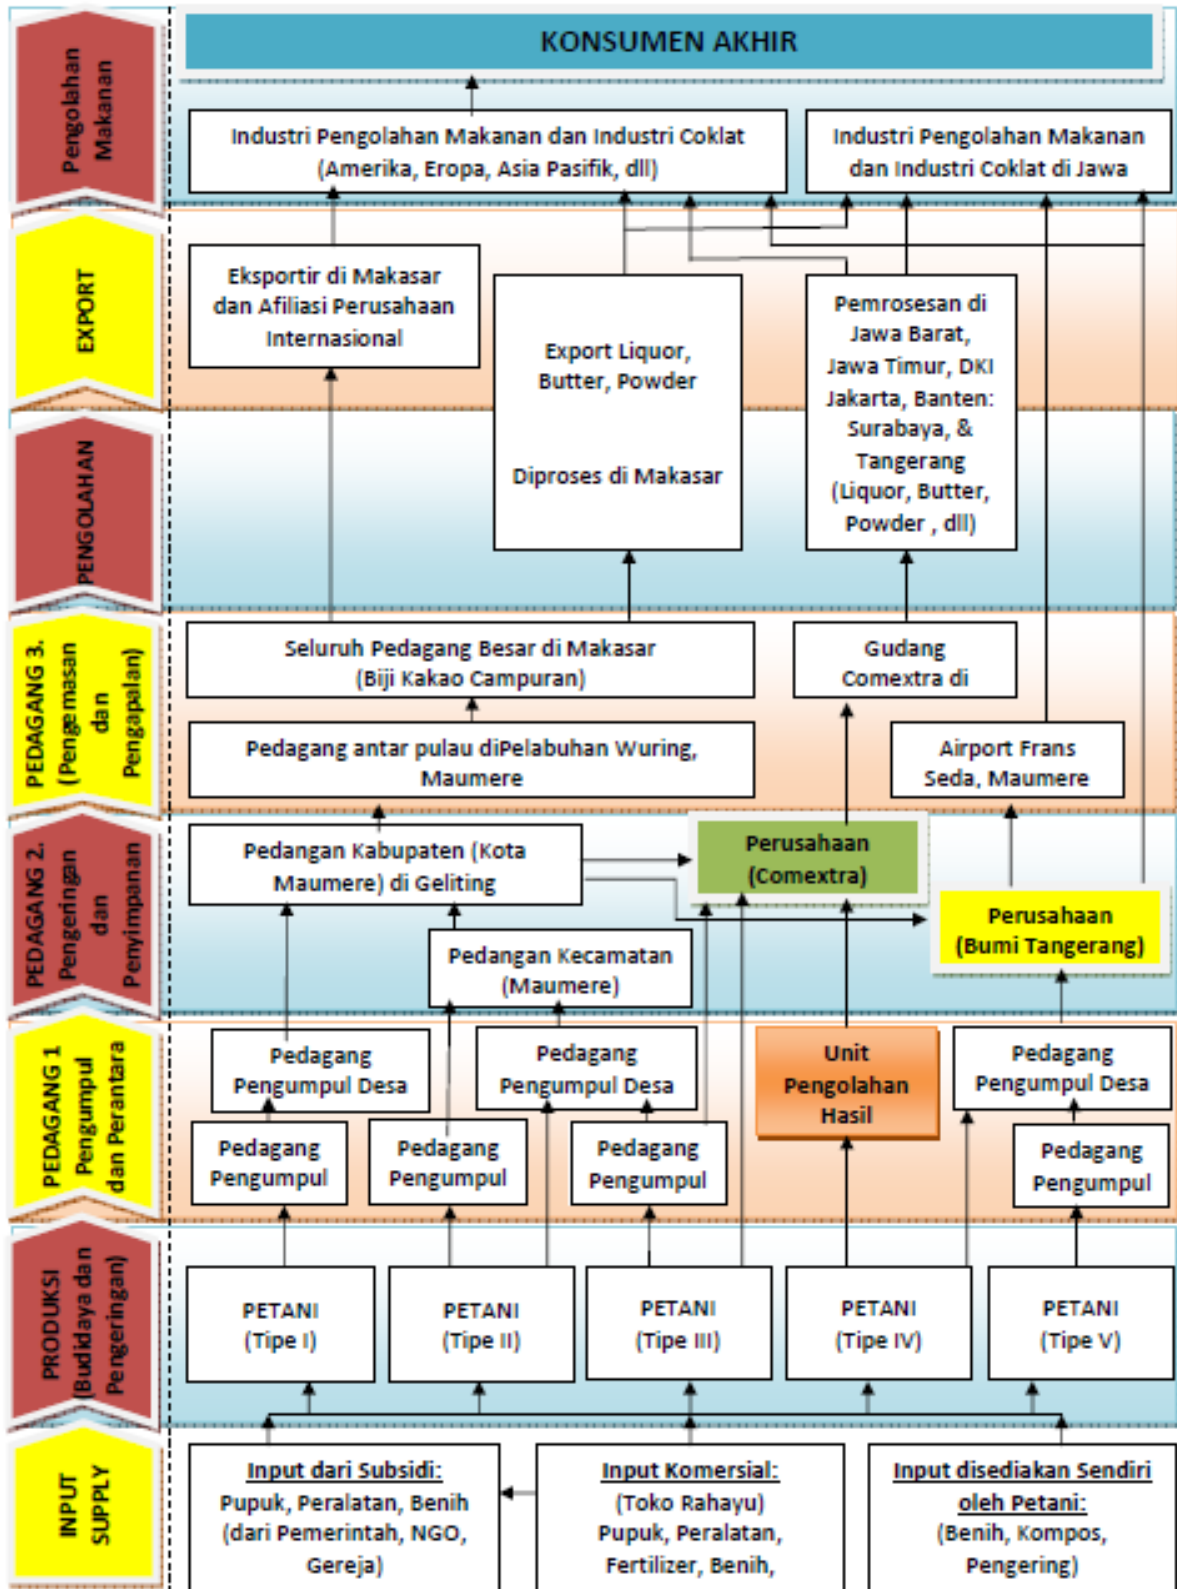 KONSUMEN AKHIR
Pengolahan
Makanan
Industri Pengolahan Makanan dan Industri Coklat
(Amerika, Eropa, Asia Pasifik, dll)
Industri Pengolahan Makanan
dan Industri Coklat di Jawa
EXPORT
Eksportir di Makasar
dan Afiliasi Perusahaan
Internasional
Export Liquor,
Butter, Powder
Diproses di Makasar
Pemrosesan di
Jawa Barat,
Jawa Timur, DKI
Jakarta, Banten:
Surabaya, &
Tangerang
(Liquor, Butter,
Powder , dll)
PENGOLAHAN
PEDAGANG 3.
(Pengemasan
dan
Pengapalan)
Seluruh Pedagang Besar di Makasar
(Biji Kakao Campuran)
Gudang
Comextra di
Pedagang antar pulau diPelabuhan Wuring,
Maumere
Airport Frans
Seda, Maumere
PEDAGANG 2.
Pengeringan
dan
Penyimpanan
Pedangan Kabupaten (Kota
Maumere) di Geliting
Perusahaan
(Comextra)
Perusahaan
(Bumi Tangerang)
Pedangan Kecamatan
(Maumere)
PEDAGANG 1
Pengumpul
dan Perantara
Pedagang
Pengumpul Desa
Pedagang
Pengumpul Desa
Unit
Pengolahan
Hasil
Pedagang
Pengumpul Desa
Pedagang
Pengumpul
Pedagang
Pengumpul
Pedagang
Pengumpul
Pedagang
Pengumpul
PRODUKSI
(Budidaya dan
Pengeringan)
PETANI
(Tipe I)
PETANI
(Tipe II)
PETANI
(Tipe III)
PETANI
(Tipe IV)
PETANI
(Tipe V)
INPUT
SUPPLY
Input dari Subsidi:
Pupuk, Peralatan, Benih
(dari Pemerintah, NGO,
Gereja)
Input Komersial:
(Toko Rahayu)
Pupuk, Peralatan,
Fertilizer, Benih,
Input disediakan Sendiri
oleh Petani:
(Benih, Kompos,
Pengering)